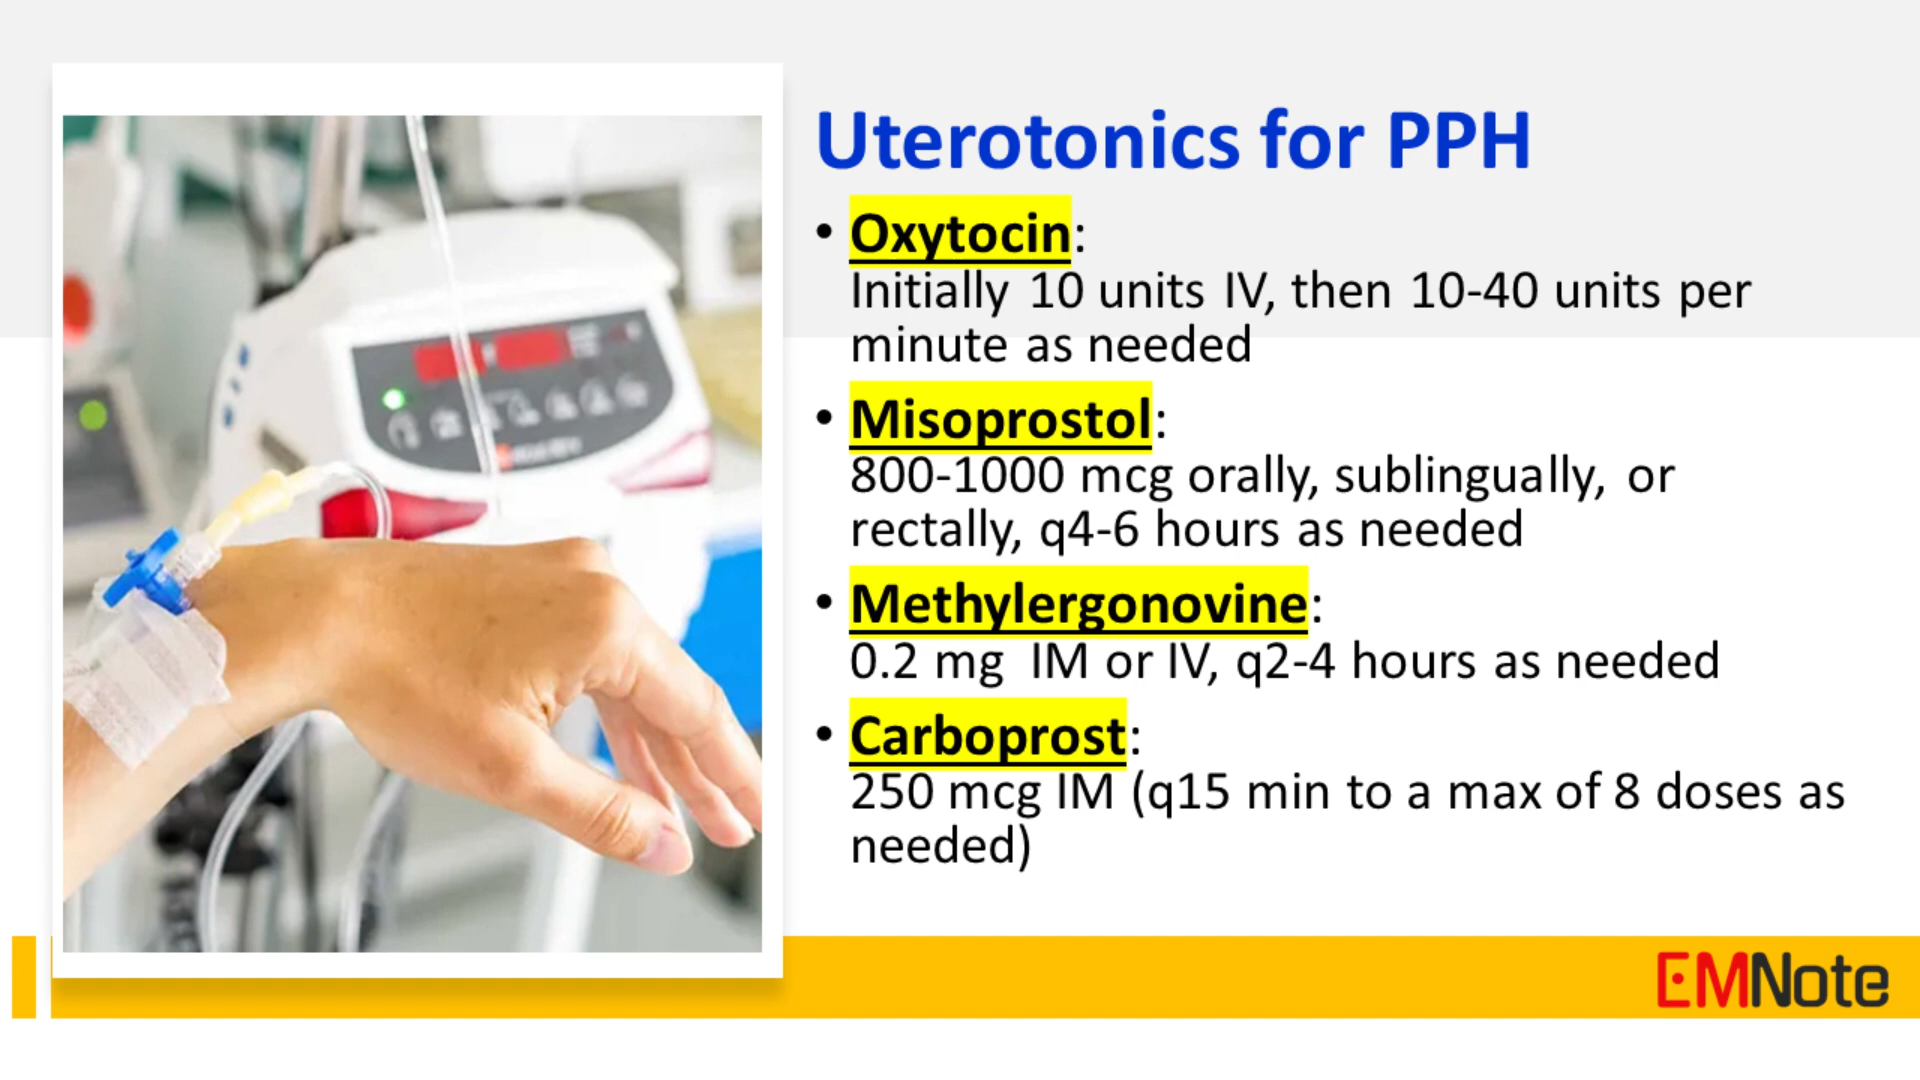 Uterotonics for PPH
• Oxytocin:
Initially 10 units IV, then 10-40 units per
minute as needed
• Misoprostol:
800-1000 mcg orally, sublingually, or
rectally, q4-6 hours as needed
• Methylergonovine:
0.2 mg IM or IV, q2-4 hours as needed
• Carboprost:
250 mcg IM (q15 min to a max of 8 doses as
needed)
EMNote